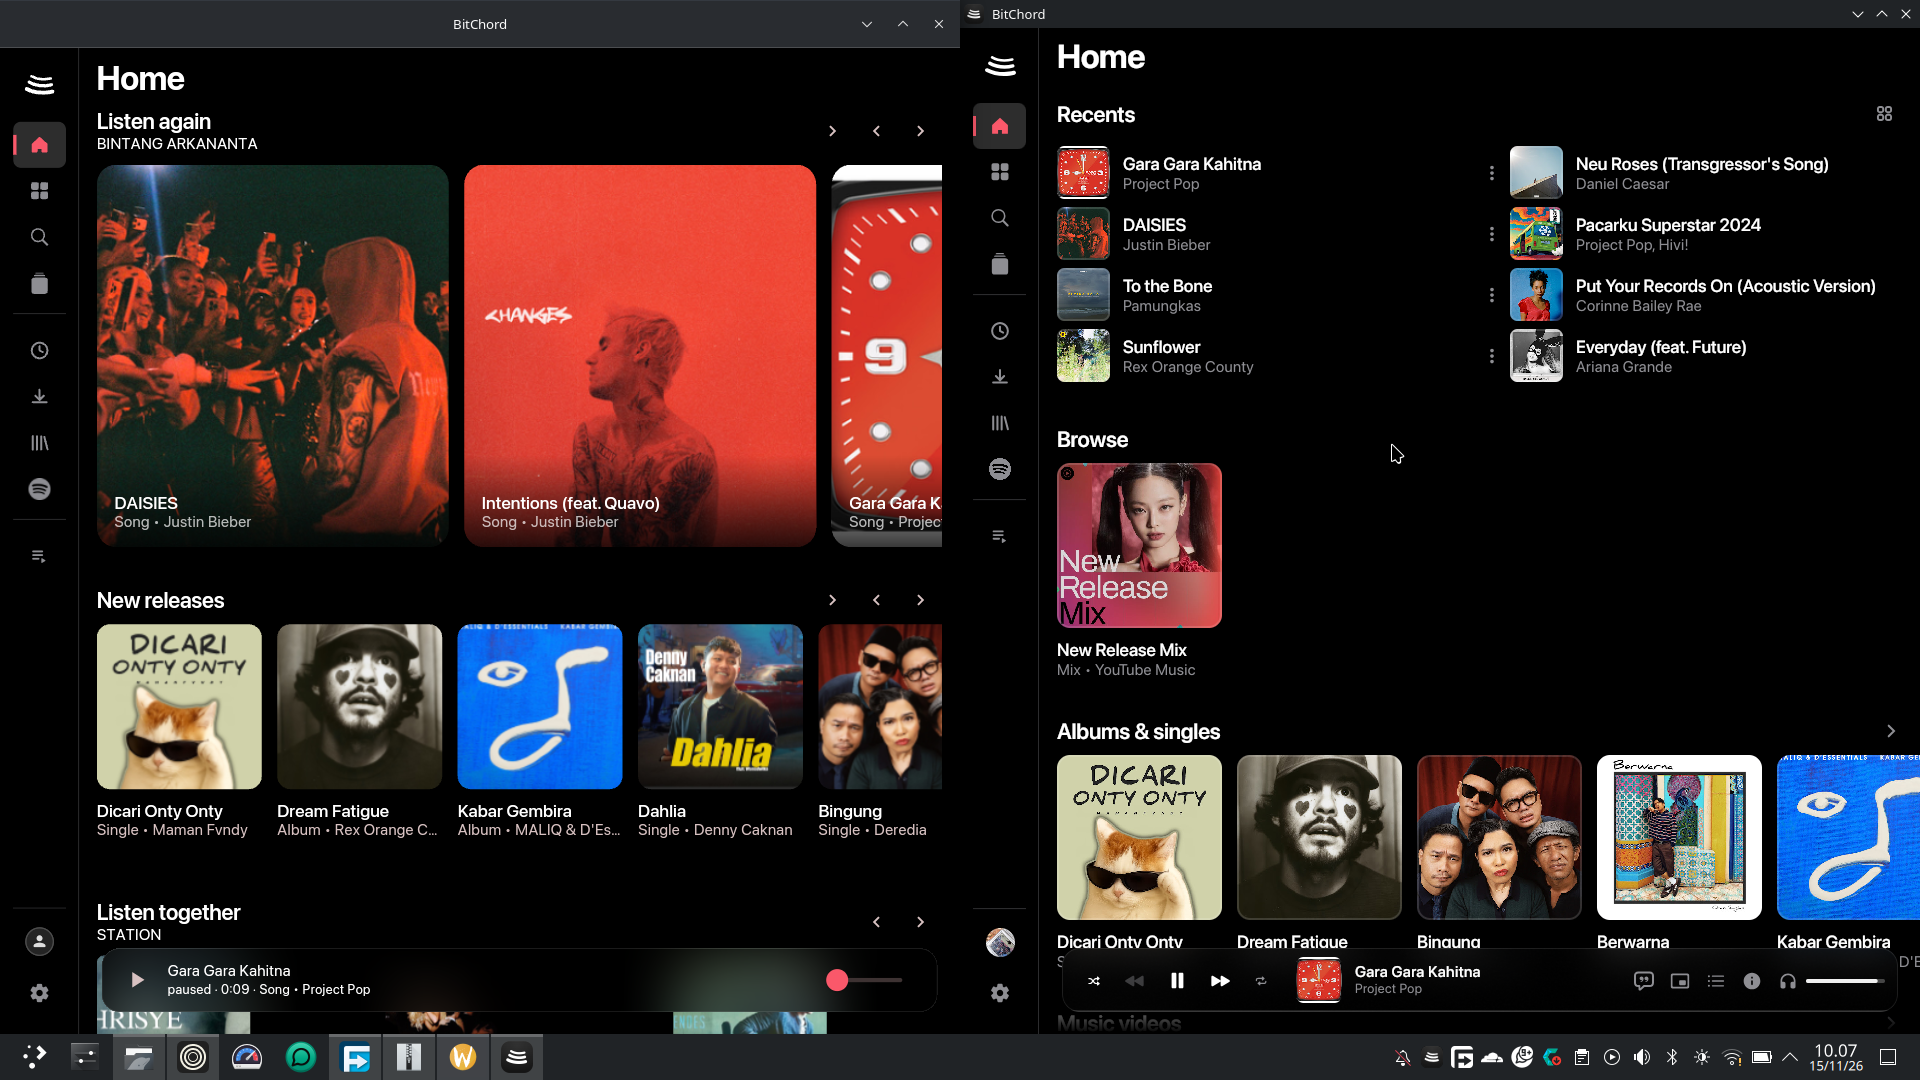 BitChord
Home
Listen again
BINTANG ARKANANTA
CHANGES
9
DAISIES
Song • Justin Bieber
Intentions (feat. Quavo)
Song • Justin Bieber
Gara Gara K
Song • Projec
New releases
DICARI
ONTY ONTY
Denny
Caknan
Dahlia
Dicari Onty Onty
Single • Maman Fvndy
Dream Fatigue
Album • Rex Orange C...
Kabar Gembira
Album • MALIQ & D'Es...
Dahlia
Single • Denny Caknan
Bingung
Single • Deredia
Listen together
STATION
Gara Gara Kahitna
paused · 0:09 · Song • Project Pop
HRISYE
BitChord
Home
Recents
Gara Gara Kahitna
Project Pop
DAISIES
Justin Bieber
To the Bone
Pamungkas
Sunflower
Rex Orange County
Neu Roses (Transgressor's Song)
Daniel Caesar
Pacarku Superstar 2024
Project Pop, Hivi!
Put Your Records On (Acoustic Version)
Corinne Bailey Rae
Everyday (feat. Future)
Ariana Grande
Browse
New
Release
Mix
New Release Mix
Mix • YouTube Music
Albums & singles
DICARI
ONTY ONTY
Berwarna
Dicari Onty Onty
Dream Fatigue
Bingung
Berwarna
Kabar Gembira
Gara Gara Kahitna
Project Pop
Music videos
10.07
15/11/26